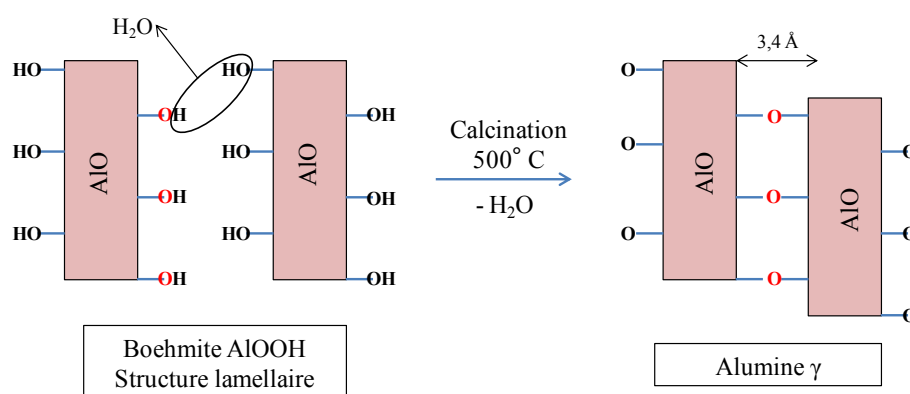 H₂O
HO
HO
HO
OH
OH
OH
AlO
HO
HO
HO
OH
OH
OH
AlO
Calcination
500° C
- H₂O
3,4 Å
O
O
O
AlO
O
O
O
AlO
O
O
O
Boehmite AlOOH
Structure lamellaire
Alumine γ